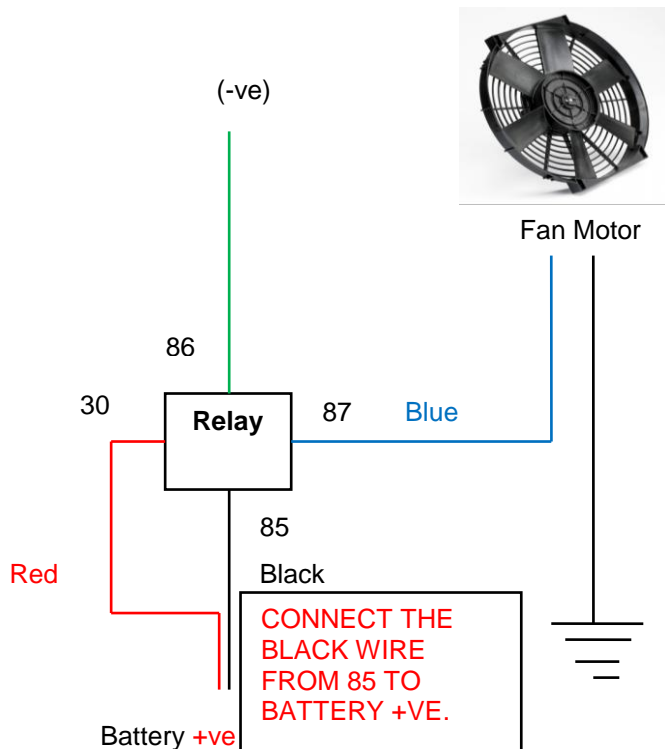 (-ve)
Fan Motor
86
30
Relay
87 Blue
85
Red
Black
CONNECT THE
BLACK WIRE
FROM 85 TO
BATTERY +VE.
Battery +ve